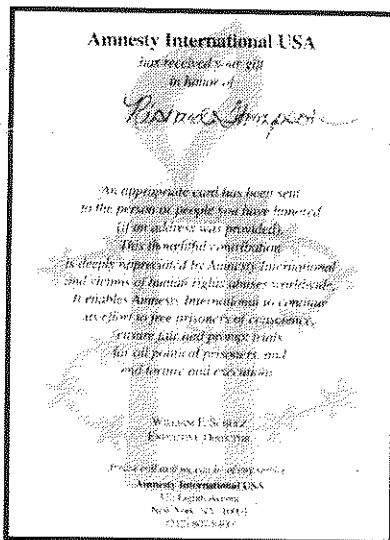 Amnesty International USA
has received your gift
in honor of
An appropriate card has been sent
to the person or people you have honored
(if an address was provided).
This thoughtful contribution
is deeply appreciated by Amnesty International
and victims of human rights abuses worldwide.
It enables Amnesty International to continue
its effort to free prisoners of conscience,
ensure fair and prompt trials
for all political prisoners, and
end torture and executions.
William F. Schulz
Executive Director
Amnesty International USA
New York, NY